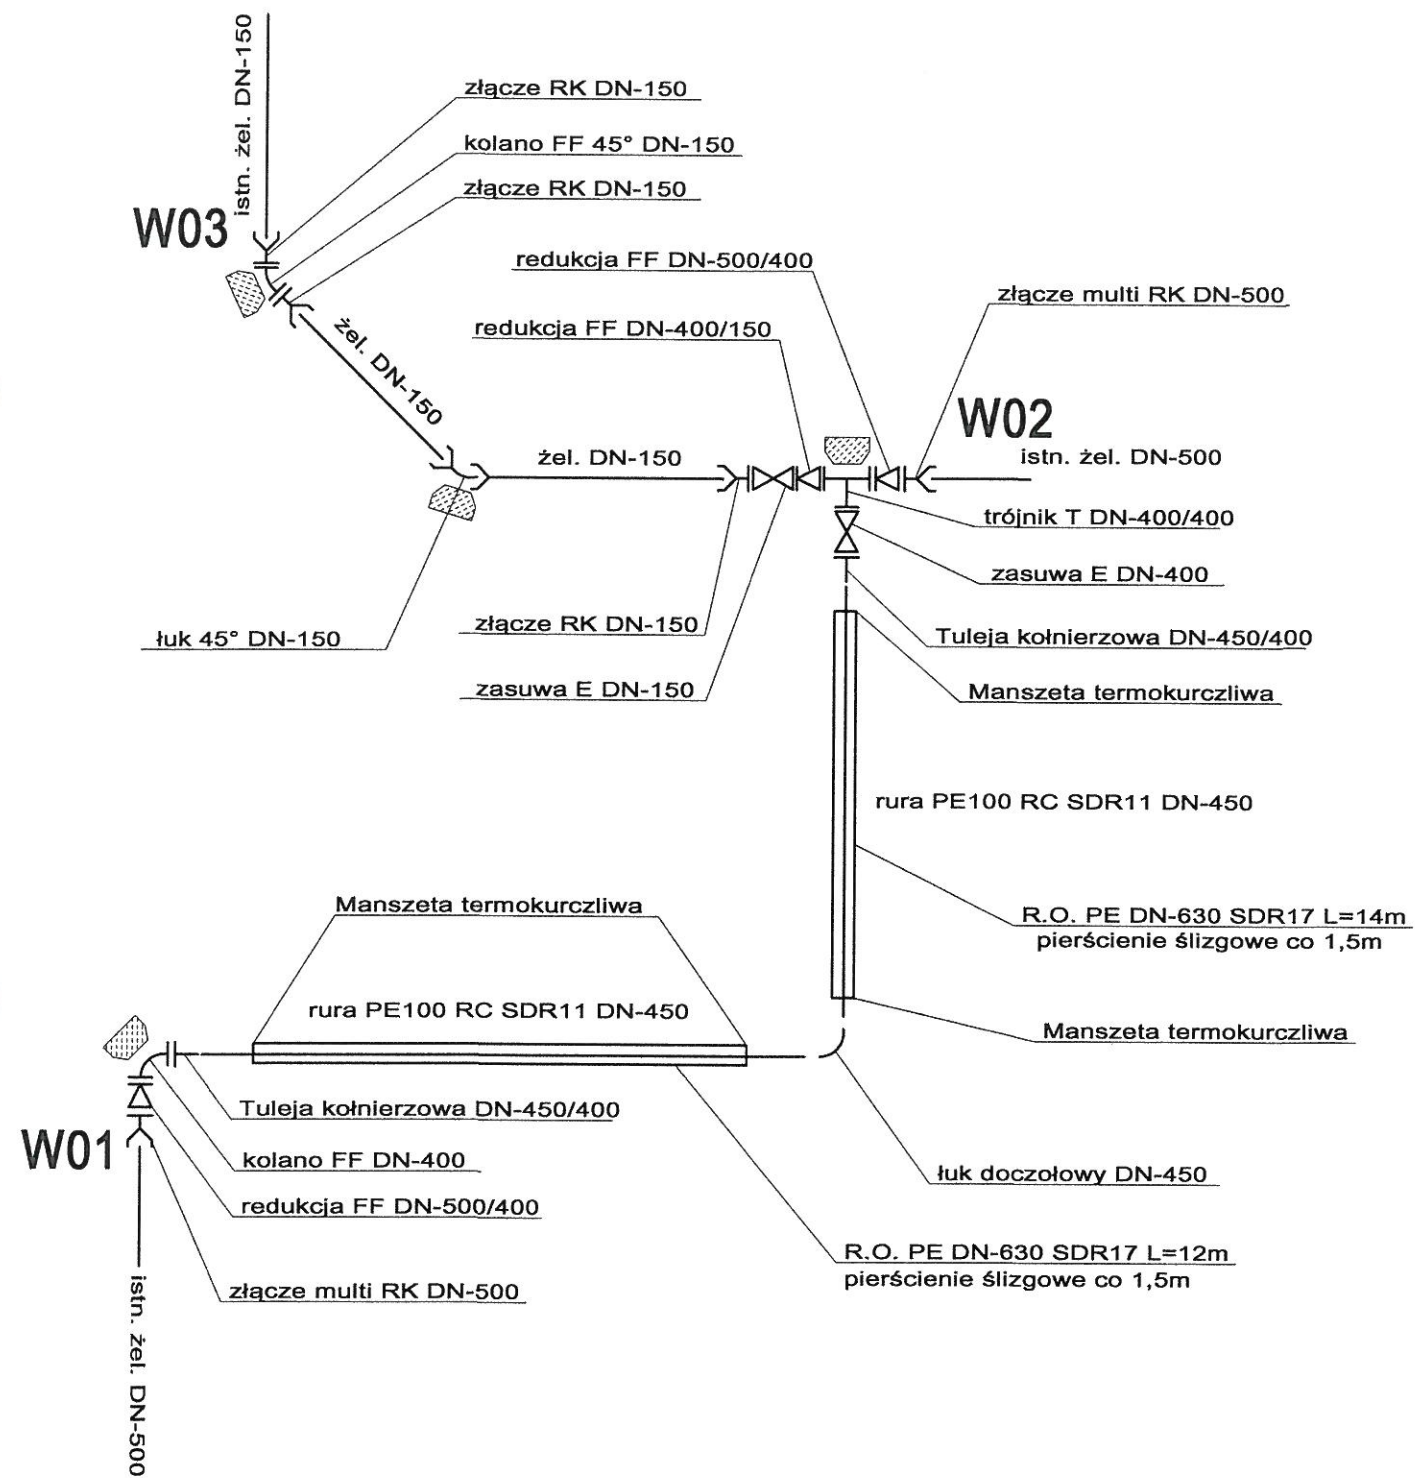 istn. żel. DN-150
złącze RK DN-150
kolano FF 45° DN-150
złącze RK DN-150
W03
redukcja FF DN-500/400
złącze multi RK DN-500
redukcja FF DN-400/150
żel. DN-150
W02
żel. DN-150
istn. żel. DN-500
trójnik T DN-400/400
zasuwa E DN-400
złącze RK DN-150
łuk 45° DN-150
Tuleja kołnierzowa DN-450/400
zasuwa E DN-150
Manszeta termokurczliwa
rura PE100 RC SDR11 DN-450
Manszeta termokurczliwa
R.O. PE DN-630 SDR17 L=14m
pierścienie ślizgowe co 1,5m
rura PE100 RC SDR11 DN-450
Manszeta termokurczliwa
Tuleja kołnierzowa DN-450/400
W01
kolano FF DN-400
łuk doczołowy DN-450
redukcja FF DN-500/400
R.O. PE DN-630 SDR17 L=12m
pierścienie ślizgowe co 1,5m
złącze multi RK DN-500
istn. żel. DN-500